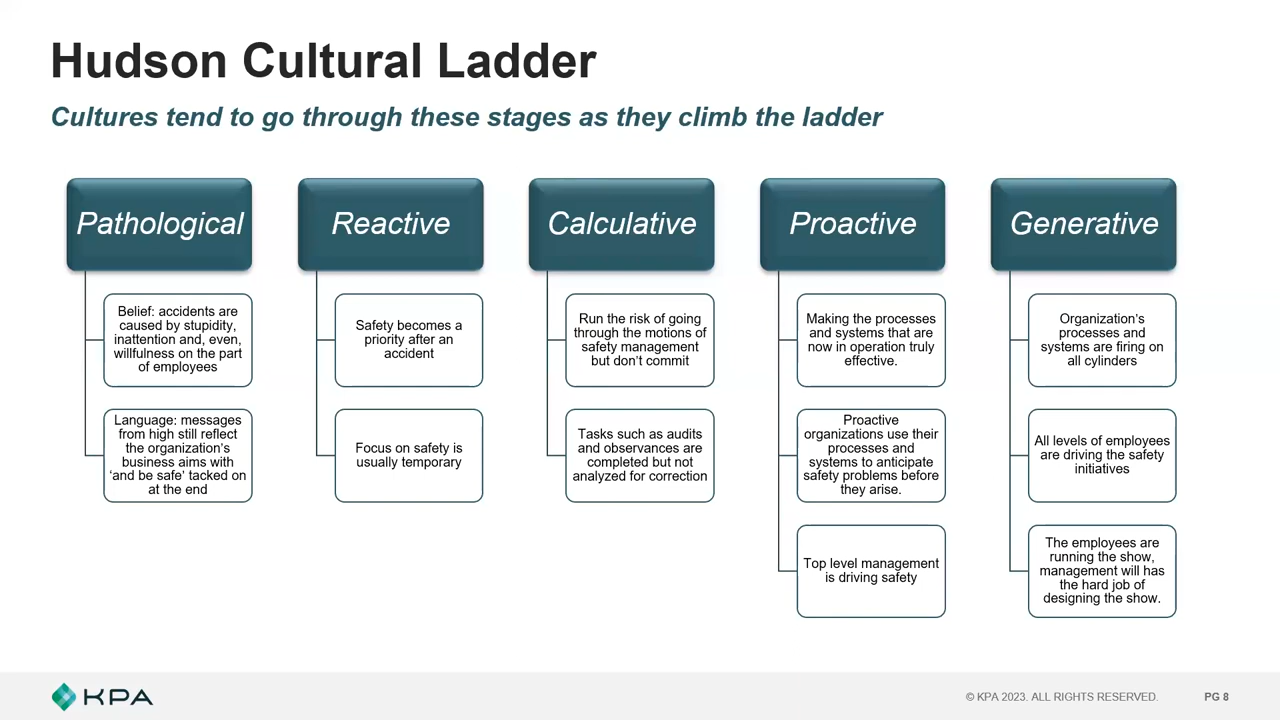 Hudson Cultural Ladder
Cultures tend to go through these stages as they climb the ladder
Pathological
Belief: accidents are
caused by stupidity,
inattention and, even,
willfulness on the part
of employees
Language: messages
from high still reflect
the organization's
business aims with
‘and be safe’ tacked on
at the end
Reactive
Safety becomes a
priority after an
accident
Focus on safety is
usually temporary
Calculative
Run the risk of going
through the motions of
safety management
but don’t commit
Tasks such as audits
and observances are
completed but not
analyzed for correction
Proactive
Making the processes
and systems that are
now in operation truly
effective.
Proactive
organizations use their
processes and
systems to anticipate
safety problems before
they arise.
Top level management
is driving safety
Generative
Organization's
processes and
systems are firing on
all cylinders
All levels of employees
are driving the safety
initiatives
The employees are
running the show,
management will has
the hard job of
designing the show.
KPA
© KPA 2023. ALL RIGHTS RESERVED.
PG 8